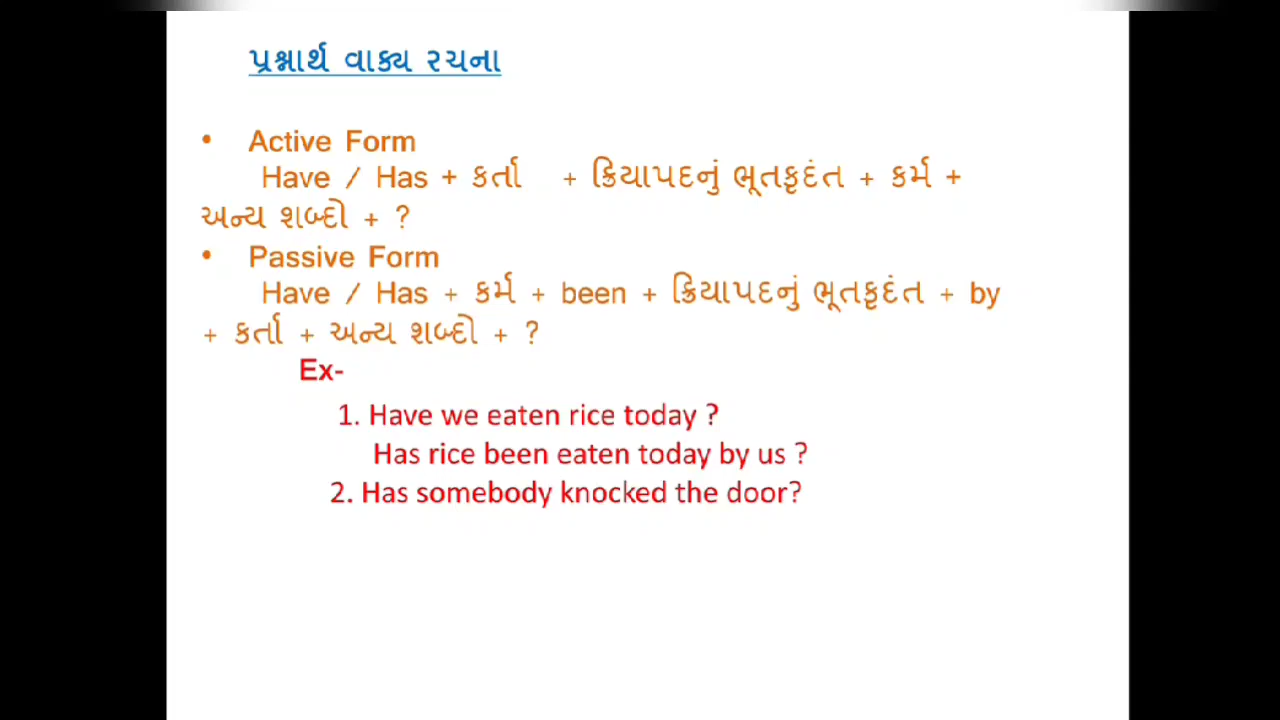 પ્રશ્નાર્થ વાક્ય રચના
• Active Form
Have / Has + કર્તા + ક્રિયાપદનું ભૂતકૃદંત + કર્મ +
અન્ય શબ્દો + ?
• Passive Form
Have / Has + કર્મ + been + ક્રિયાપદનું ભૂતકૃદંત + by
+ કર્તા + અન્ય શબ્દો + ?
Ex-
1. Have we eaten rice today ?
Has rice been eaten today by us ?
2. Has somebody knocked the door?